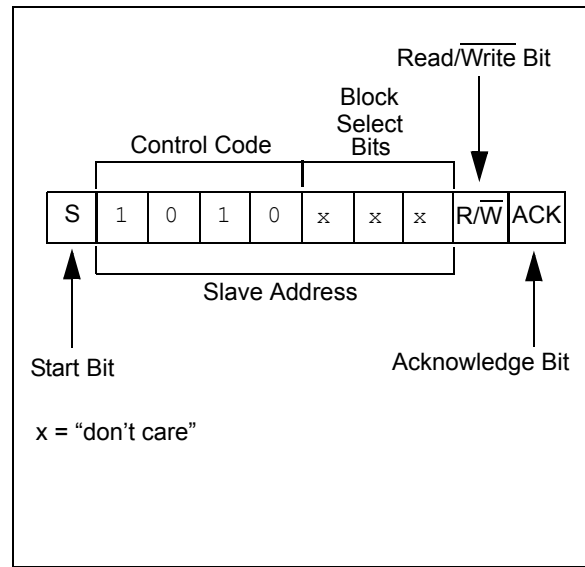 Read/Write Bit
Block
Select
Bits
Control Code
S 1 0 1 0 x x x R/W ACK
Slave Address
Start Bit
Acknowledge Bit
x = “don’t care”